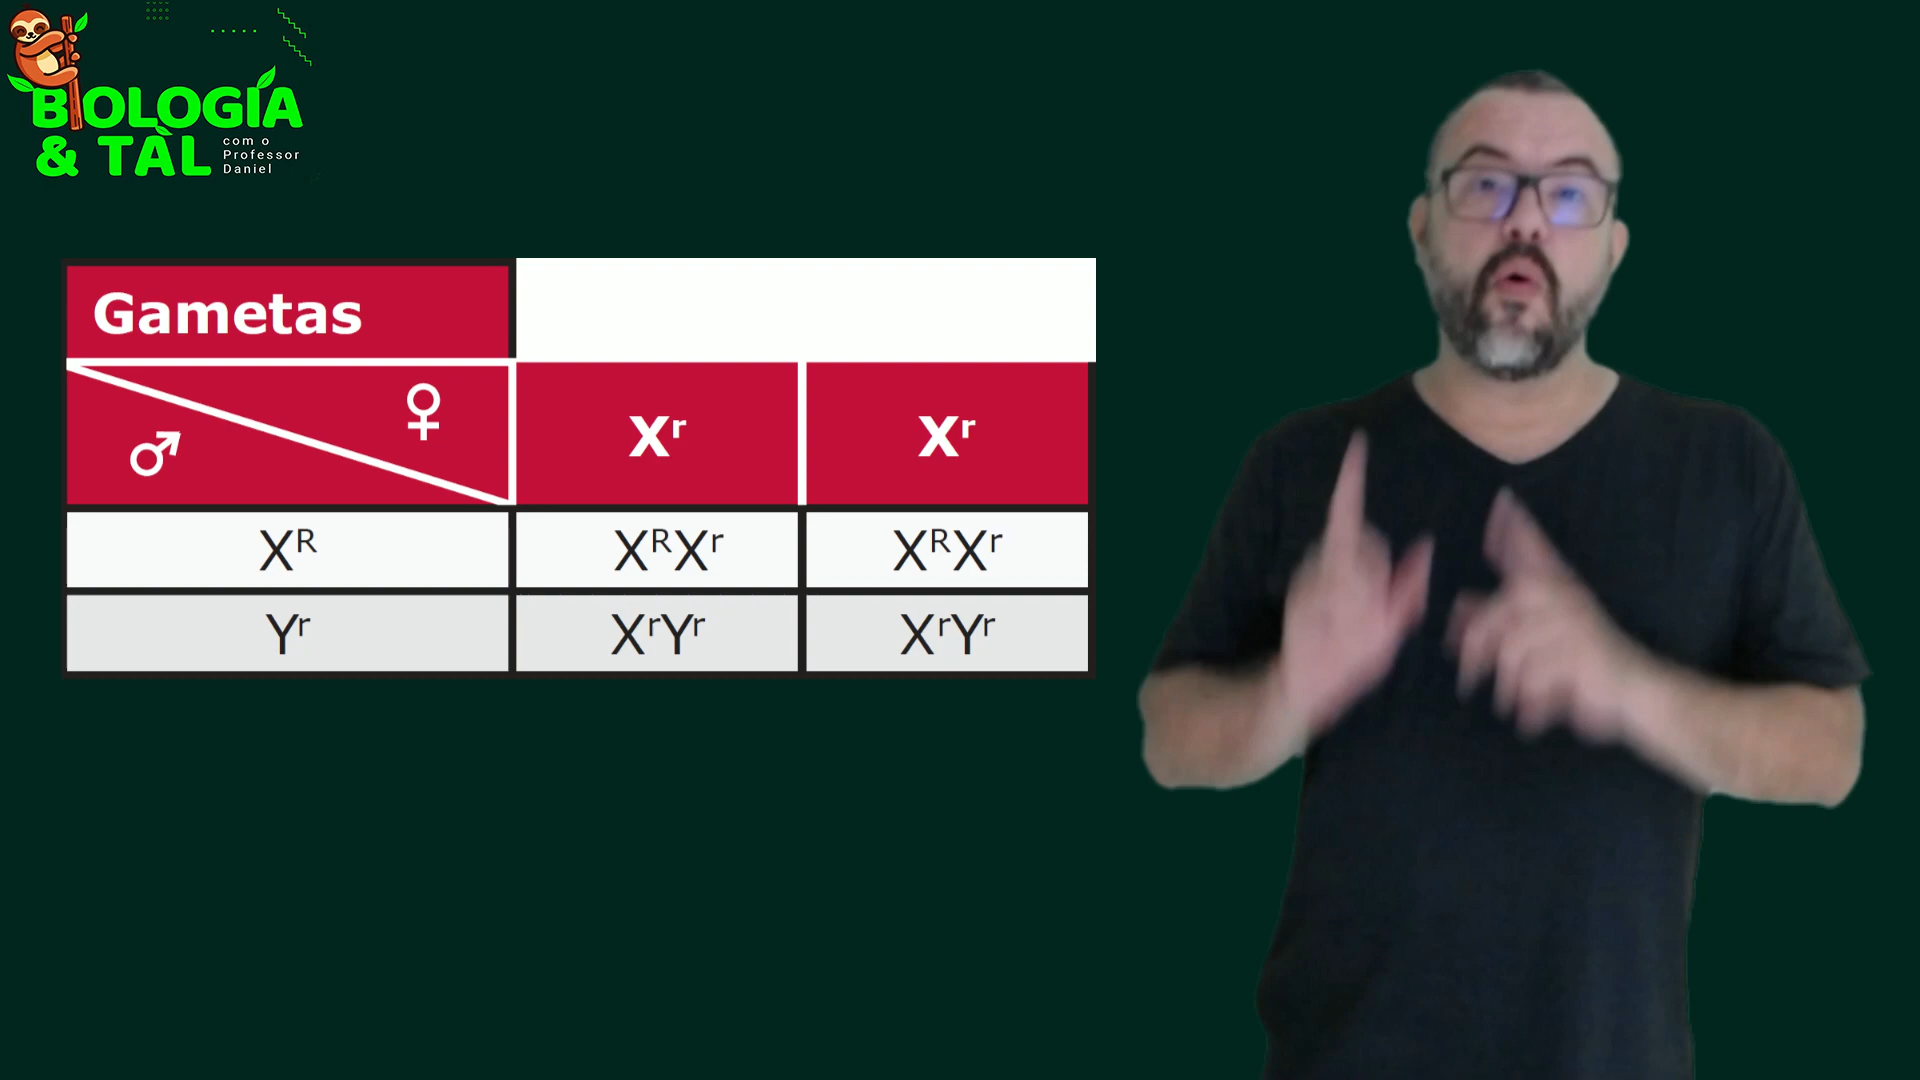 BIOLOGIA
& TAL
com o
Professor
Daniel
Gametas
♂ ♀ Xʳ Xʳ
Xᴿ XᴿXʳ XᴿXʳ
Yʳ XʳYʳ XʳYʳ